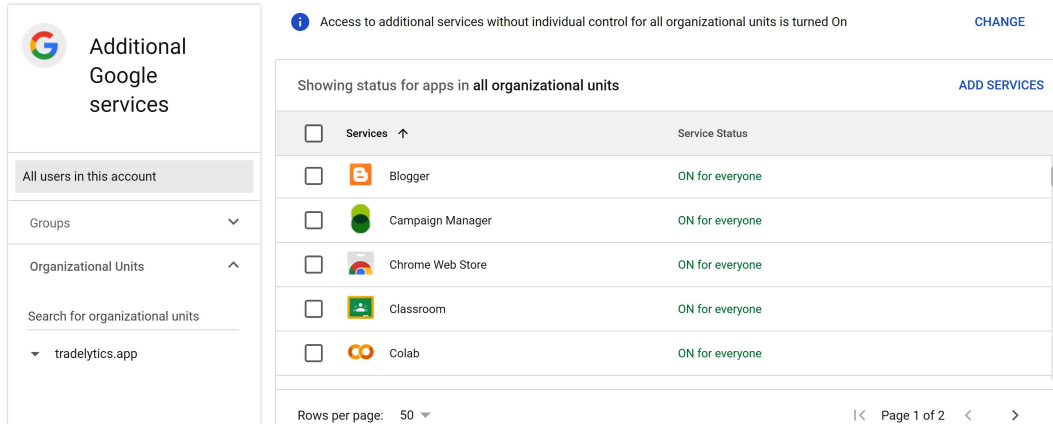 Additional
Google
services
All users in this account
Groups
Organizational Units
Search for organizational units
tradelytics.app
Access to additional services without individual control for all organizational units is turned On
CHANGE
Showing status for apps in all organizational units
ADD SERVICES
Services
Service Status
Blogger
ON for everyone
Campaign Manager
ON for everyone
Chrome Web Store
ON for everyone
Classroom
ON for everyone
Colab
ON for everyone
Rows per page: 50
Page 1 of 2